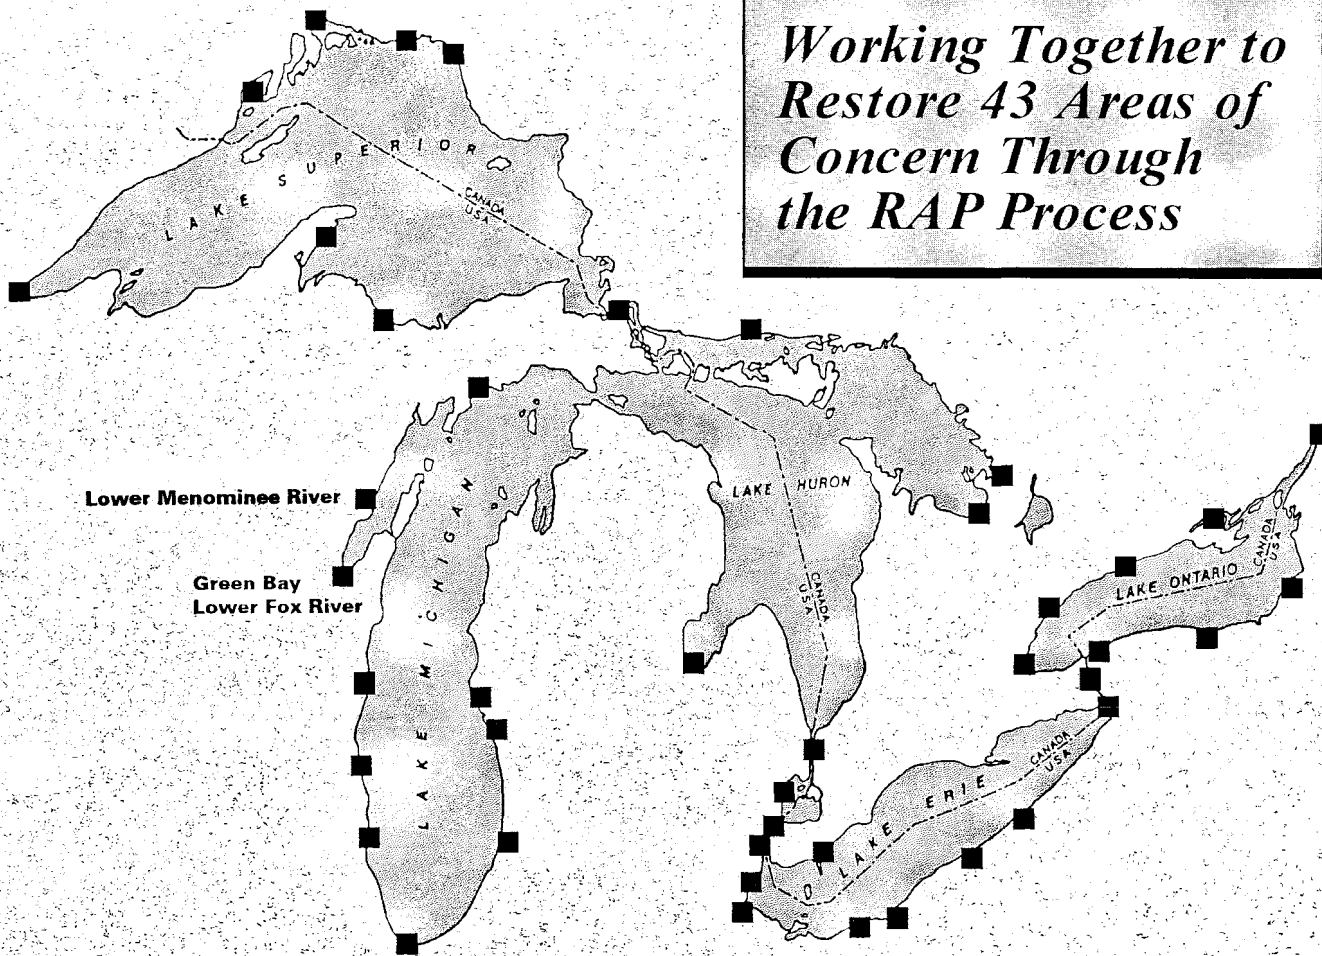 Working Together to
Restore 43 Areas of
Concern Through
the RAP Process
LAKE SUPERIOR
CANADA
USA
LAKE HURON
CANADA
USA
Lower Menominee River
Green Bay
Lower Fox River
LAKE MICHIGAN
LAKE ONTARIO
CANADA
USA
LAKE ERIE
CANADA
USA